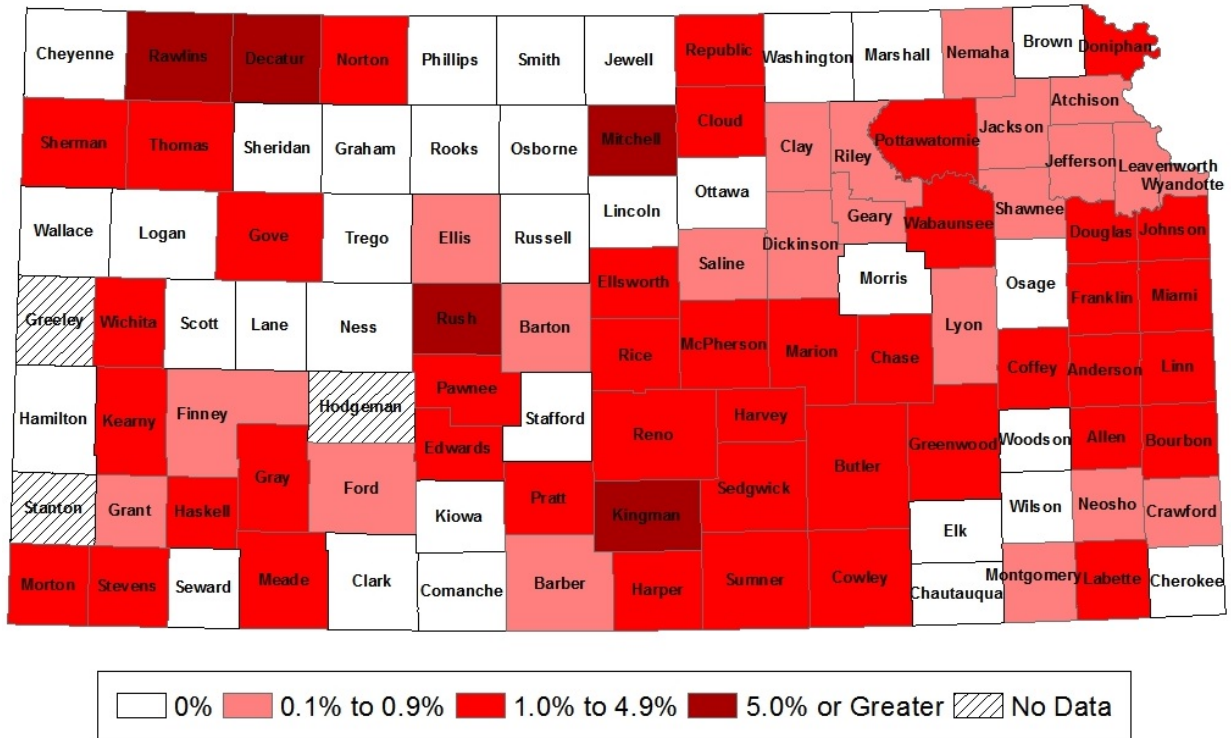 Cheyenne Rawlins Decatur Norton Phillips Smith Jewell Republic Washington Marshall Nemaha Brown Doniphan
Sherman Thomas Sheridan Graham Rooks Osborne Mitchell Cloud Clay Riley Pottawatomie Jackson Atchison
Jefferson Leavenworth
Wyandotte
Wallace Logan Gove Trego Ellis Russell Lincoln Ottawa Saline Dickinson Geary Wabaunsee Shawnee Douglas Johnson
Greeley Wichita Scott Lane Ness Rush Barton Ellsworth Morris Osage Franklin Miami
Rice McPherson Marion Chase Lyon Coffey Anderson Linn
Hamilton Kearny Finney Hodgeman Pawnee Stafford Reno Harvey
Edwards Butler Greenwood Woodson Allen Bourbon
Stanton Grant Haskell Gray Ford Kiowa Pratt Kingman Sedgwick Elk Wilson Neosho Crawford
Morton Stevens Seward Meade Clark Comanche Barber Harper Sumner Cowley Chautauqua Montgomery Labette Cherokee
0% 0.1% to 0.9% 1.0% to 4.9% 5.0% or Greater No Data